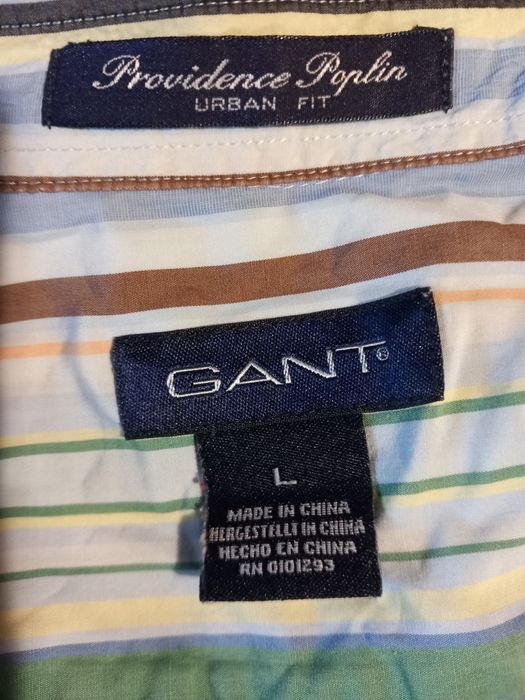 Providence Poplin
URBAN FIT
GANT®
L
MADE IN CHINA
HERGESTELLT IN CHINA
HECHO EN CHINA
RN 0101293